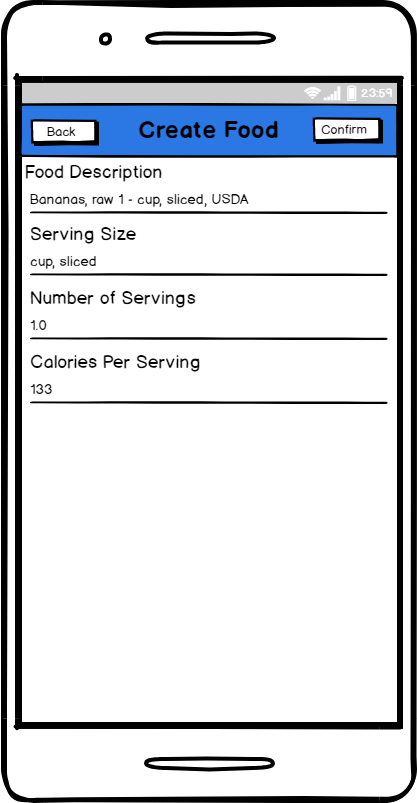 23:59
Back
Create Food
Confirm
Food Description
Bananas, raw 1 - cup, sliced, USDA
Serving Size
cup, sliced
Number of Servings
1.0
Calories Per Serving
133